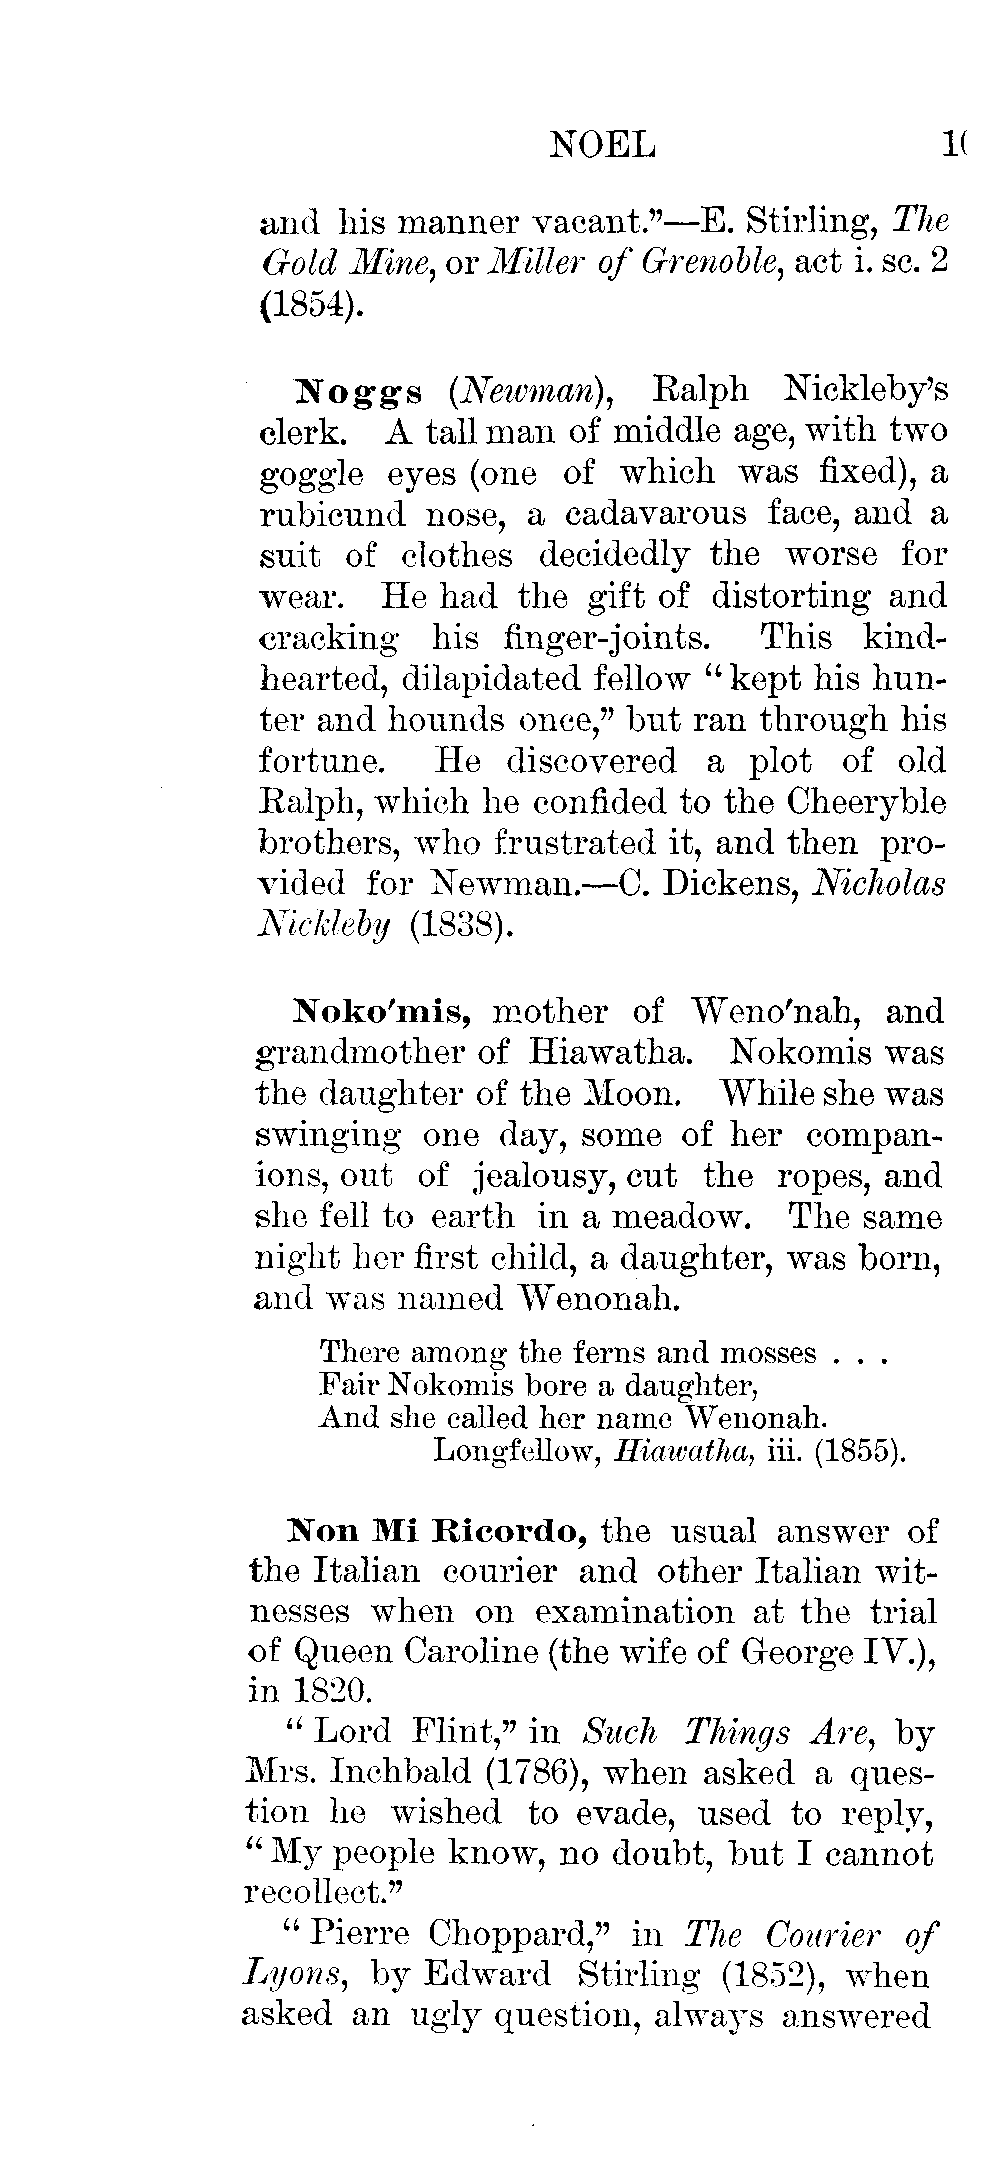 NOEL 1(
and his manner vacant.”—E. Stirling, The
Gold Mine, or Miller of Grenoble, act i. sc. 2
(1854).
Noggs (Newman), Ralph Nickleby’s
clerk. A tall man of middle age, with two
goggle eyes (one of which was fixed), a
rubicund nose, a cadavarous face, and a
suit of clothes decidedly the worse for
wear. He had the gift of distorting and
cracking his finger-joints. This kind-
hearted, dilapidated fellow “kept his hun-
ter and hounds once,” but ran through his
fortune. He discovered a plot of old
Ralph, which he confided to the Cheeryble
brothers, who frustrated it, and then pro-
vided for Newman.—C. Dickens, Nicholas
Nickleby (1838).
Noko′mis, mother of Weno′nah, and
grandmother of Hiawatha. Nokomis was
the daughter of the Moon. While she was
swinging one day, some of her compan-
ions, out of jealousy, cut the ropes, and
she fell to earth in a meadow. The same
night her first child, a daughter, was born,
and was named Wenonah.
There among the ferns and mosses . . .
Fair Nokomis bore a daughter,
And she called her name Wenonah.
Longfellow, Hiawatha, iii. (1855).
Non Mi Ricordo, the usual answer of
the Italian courier and other Italian wit-
nesses when on examination at the trial
of Queen Caroline (the wife of George IV.),
in 1820.
“Lord Flint,” in Such Things Are, by
Mrs. Inchbald (1786), when asked a ques-
tion he wished to evade, used to reply,
“My people know, no doubt, but I cannot
recollect.”
“Pierre Choppard,” in The Courier of
Lyons, by Edward Stirling (1852), when
asked an ugly question, always answered